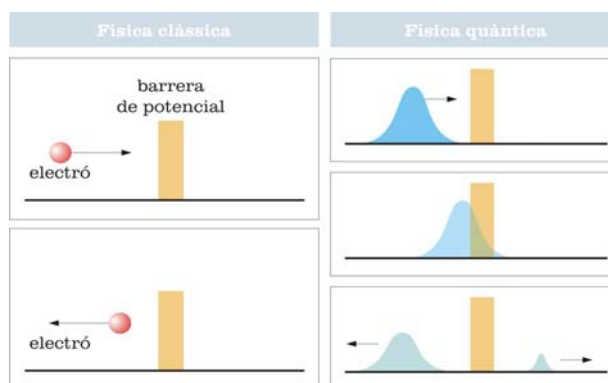 Física clàssica
Física quàntica
barrera
de potencial
electró
electró